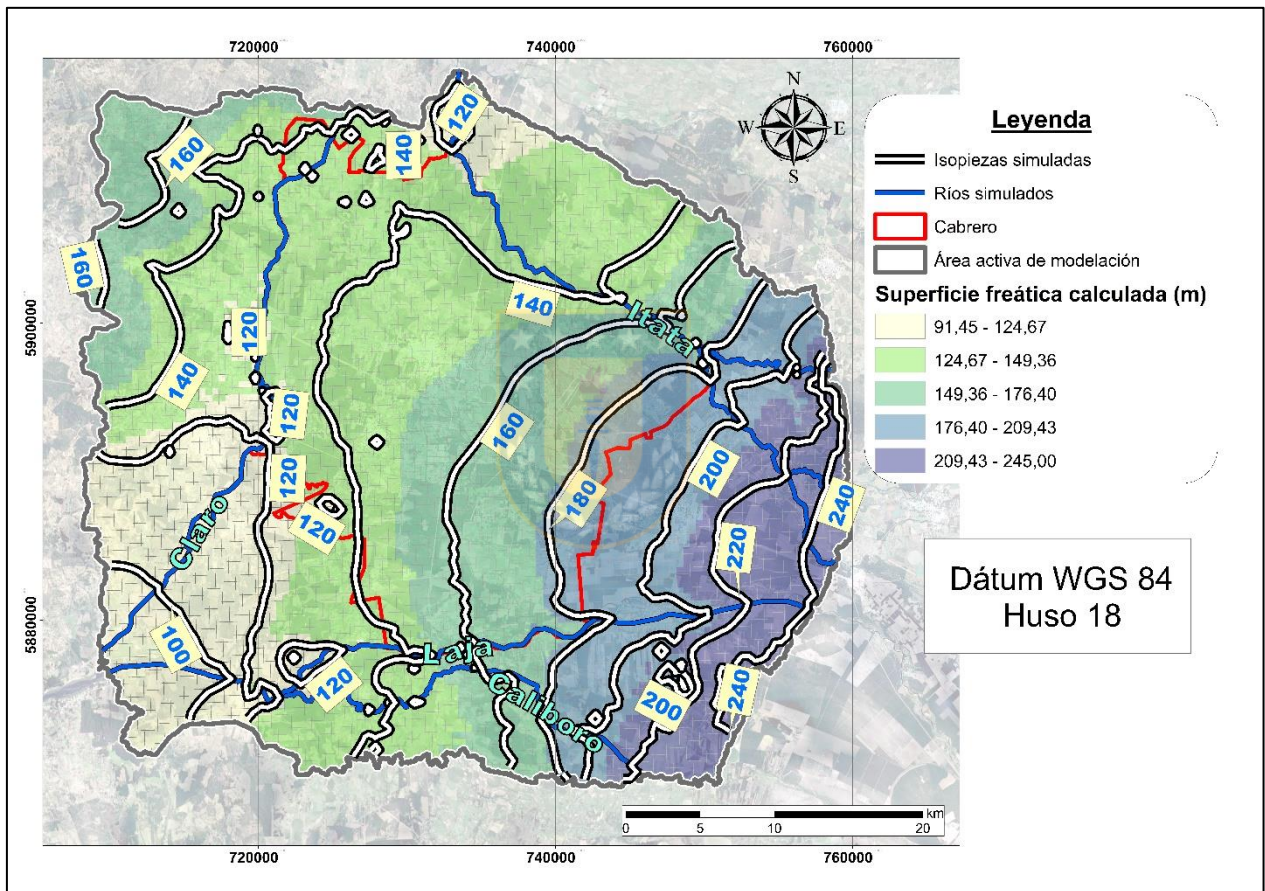 720000
740000
760000
5900000
5880000
N
W
E
S
Leyenda
Isopiezas simuladas
Ríos simulados
Cabrero
Área activa de modelación
Superficie freática calculada (m)
91,45 - 124,67
124,67 - 149,36
149,36 - 176,40
176,40 - 209,43
209,43 - 245,00
Dátum WGS 84
Huso 18
160
140
120
160
140
120
140
120
120
120
100
120
160
180
200
220
240
200
240
Itata
Claro
Laja
Caliboro
km
0
5
10
20
720000
740000
760000